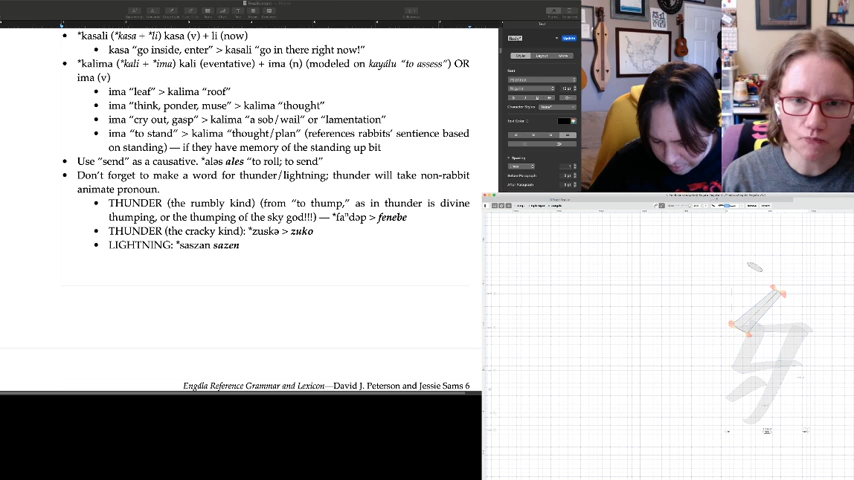 *kasali (*kasa + *li) kasa (v) + li (now)
kasa “go inside, enter” > kasali “go in there right now!”
*kalima (*kali + *ima) kali (eventative) + ima (n) (modeled on kayálu “to assess”) OR
ima (v)
ima “leaf” > kalima “roof”
ima “think, ponder, muse” > kalima “thought”
ima “cry out, gasp” > kalima “a sob/wail” or “lamentation”
ima “to stand” > kalima “thought/plan” (references rabbits’ sentience based
on standing) — if they have memory of the standing up bit
Use “send” as a causative. *aləs ales “to roll; to send”
Don’t forget to make a word for thunder/lightning; thunder will take non-rabbit
animate pronoun.
THUNDER (the rumbly kind) (from “to thump,” as in thunder is divine
thumping, or the thumping of the sky god!!!) — *faⁿdəp > fenebe
THUNDER (the cracky kind): *zuskə > zuko
LIGHTNING: *saszan sazen
Engála Reference Grammar and Lexicon—David J. Peterson and Jessie Sams 6